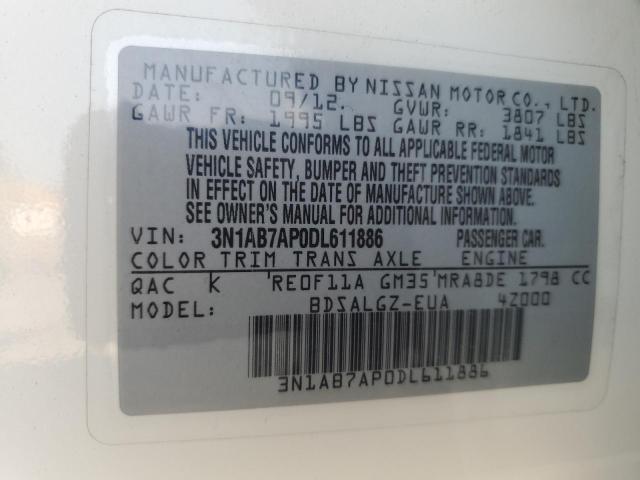 MANUFACTURED BY NISSAN MOTOR CO., LTD.
DATE: 09/12. GVWR: 3807 LBS
GAWR FR: 1995 LBS GAWR RR: 1841 LBS
THIS VEHICLE CONFORMS TO ALL APPLICABLE FEDERAL MOTOR
VEHICLE SAFETY, BUMPER AND THEFT PREVENTION STANDARDS
IN EFFECT ON THE DATE OF MANUFACTURE SHOWN ABOVE.
SEE OWNER'S MANUAL FOR ADDITIONAL INFORMATION.
VIN: 3N1AB7AP0DL611886 PASSENGER CAR.
COLOR TRIM TRANS AXLE ENGINE
QAC K 'RE0F11A GM35'MRA8DE 1798 CC
MODEL: BDSALGZ-EUA 4Z000
3N1AB7AP0DL611886